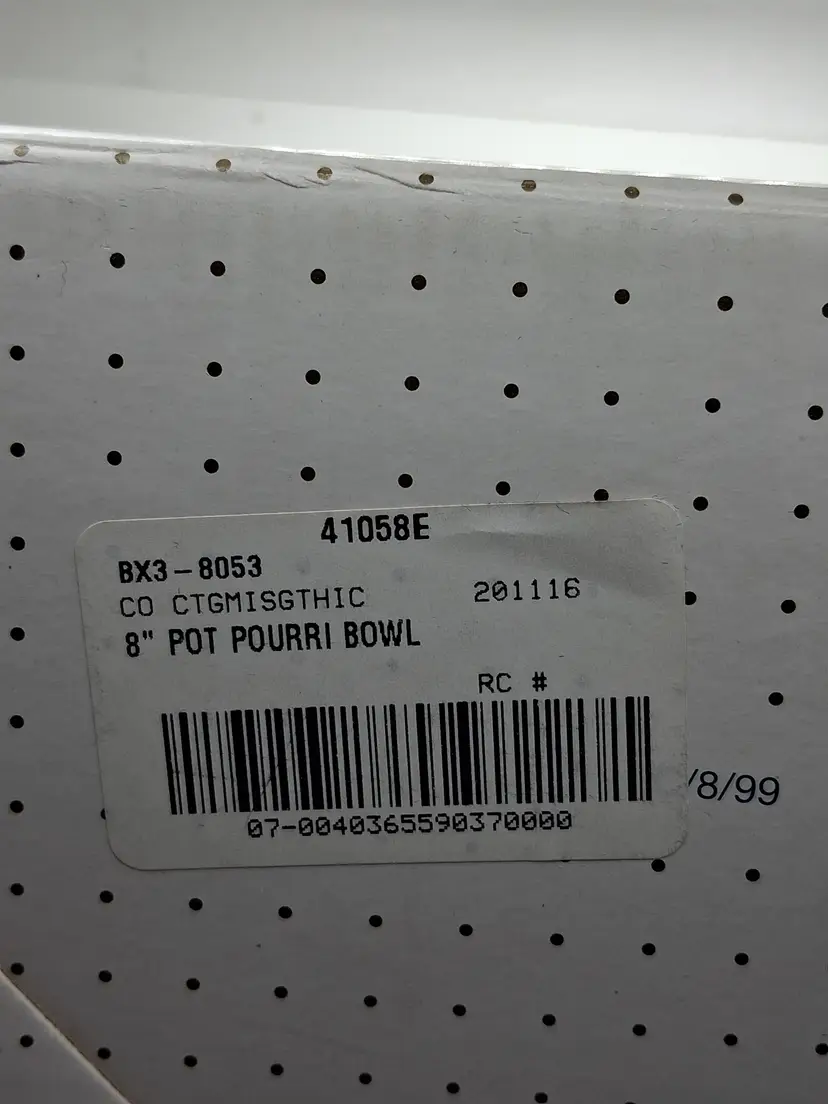 41058E
BX3-8053
CO CTGMISGTHIC 201116
8" POT POURRI BOWL
RC #
/8/99
07-0040365590370000